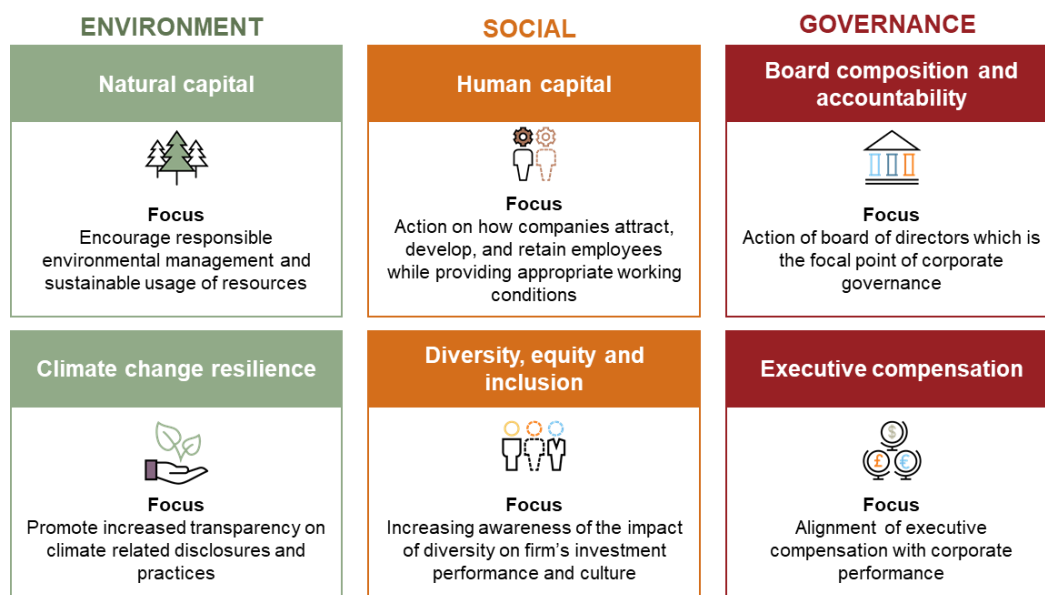 ENVIRONMENT
Natural capital
Focus
Encourage responsible
environmental management and
sustainable usage of resources
Climate change resilience
Focus
Promote increased transparency on
climate related disclosures and
practices
SOCIAL
Human capital
Focus
Action on how companies attract,
develop, and retain employees
while providing appropriate working
conditions
Diversity, equity and
inclusion
Focus
Increasing awareness of the impact
of diversity on firm's investment
performance and culture
GOVERNANCE
Board composition and
accountability
Focus
Action of board of directors which is
the focal point of corporate
governance
Executive compensation
$
£
€
Focus
Alignment of executive
compensation with corporate
performance